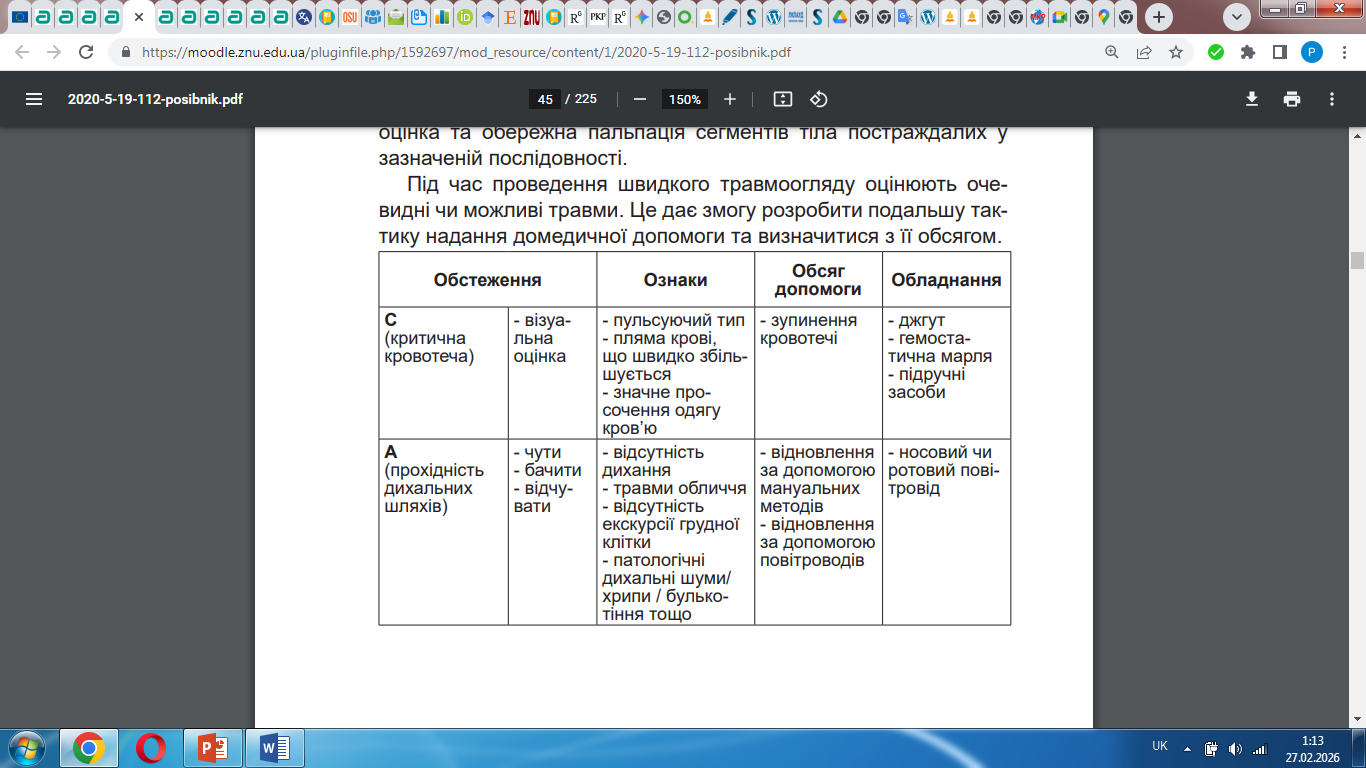 https://moodle.znu.edu.ua/pluginfile.php/1592697/mod_resource/content/1/2020-5-19-112-posibnik.pdf
2020-5-19-112-posibnik.pdf
45 / 225
150%
оцінка та обережна пальпація сегментів тіла постраждалих у
зазначеній послідовності.
Під час проведення швидкого травмоогляду оцінюють оче-
видні чи можливі травми. Це дає змогу розробити подальшу так-
тику надання домедичної допомоги та визначитися з її обсягом.
Обстеження
Ознаки
Обсяг
допомоги
Обладнання
С
(критична
кровотеча)
- візуа-
льна
оцінка
- пульсуючий тип
- пляма крові,
що швидко збіль-
шується
- значне про-
сочення одягу
кров’ю
- зупинення
кровотечі
- джгут
- гемоста-
тична марля
- підручні
засоби
А
(прохідність
дихальних
шляхів)
- чути
- бачити
- відчу-
вати
- відсутність
дихання
- травми обличчя
- відсутність
екскурсії грудної
клітки
- патологічні
дихальні шуми/
хрипи / булько-
тіння тощо
- відновлення
за допомогою
мануальних
методів
- відновлення
за допомогою
повітроводів
- носовий чи
ротовий пові-
тровід
UK
1:13
27.02.2026